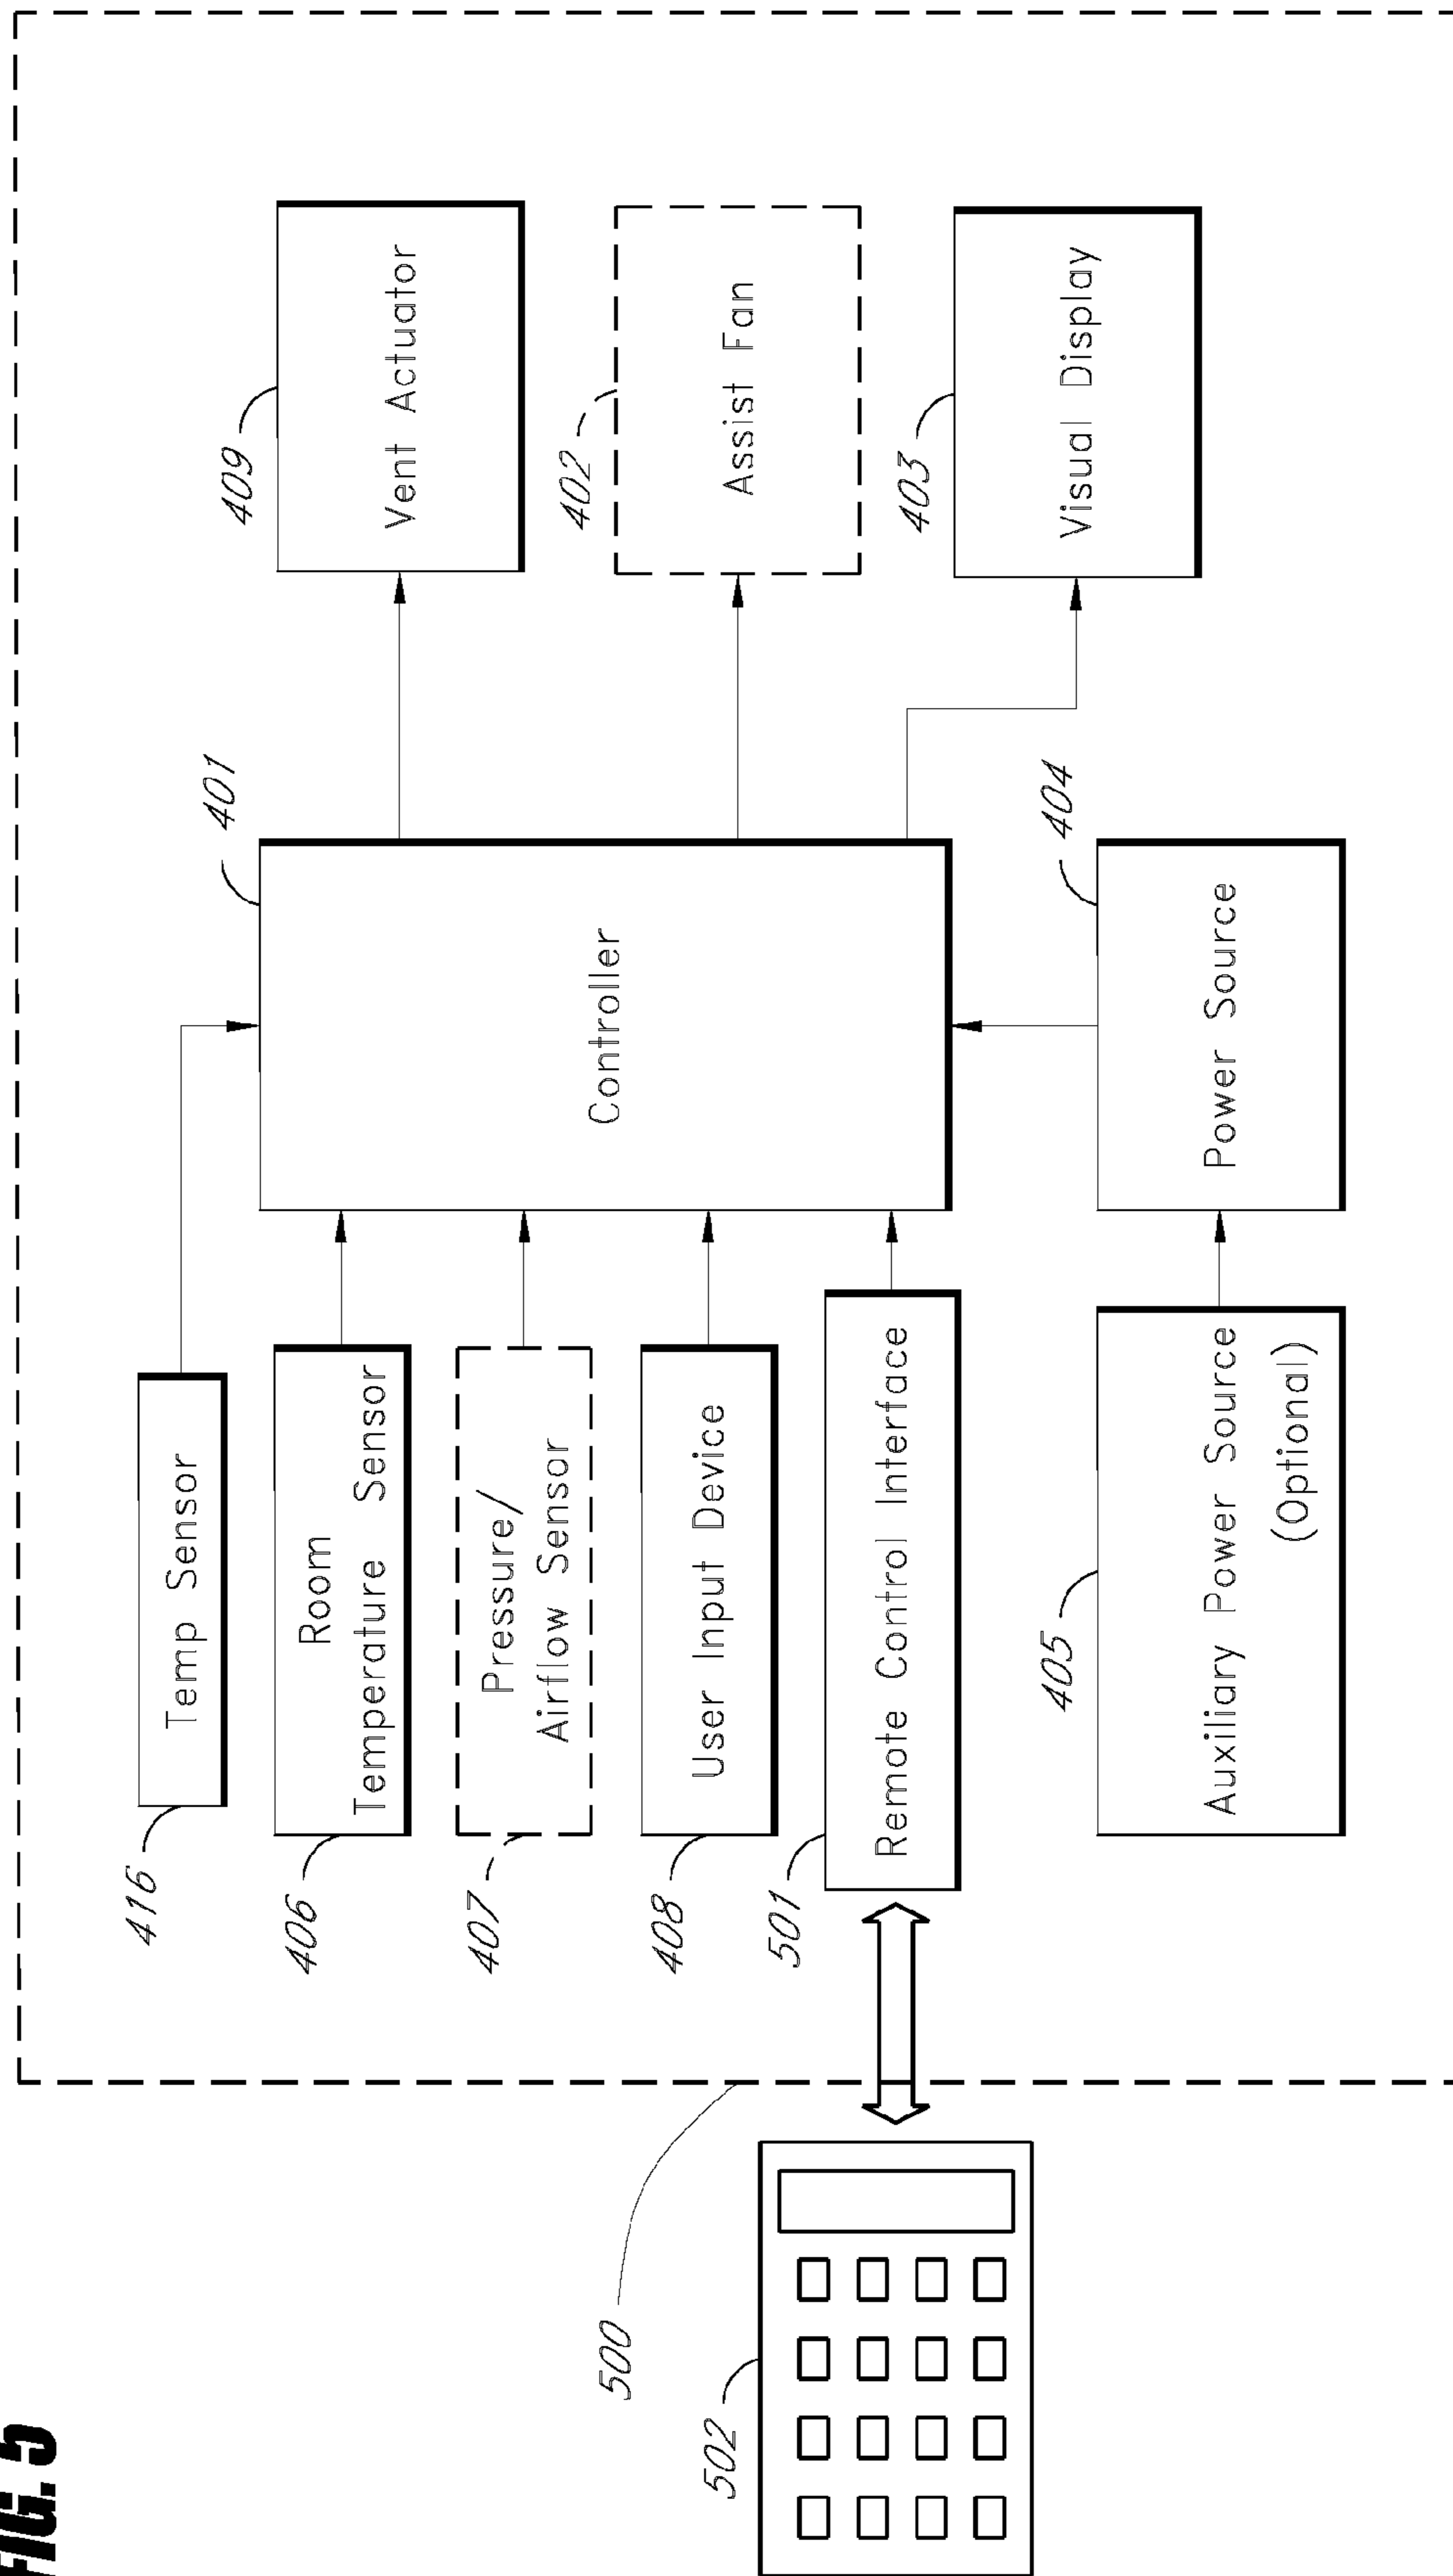 FIG. 5
416
Temp Sensor
401
409
406
Room
Temperature Sensor
Vent Actuator
407
Pressure/
Airflow Sensor
402
Controller
500
408
User Input Device
502
Assist Fan
501
Remote Control Interface
403
Visual Display
405
Auxiliary Power Source
(Optional)
404
Power Source